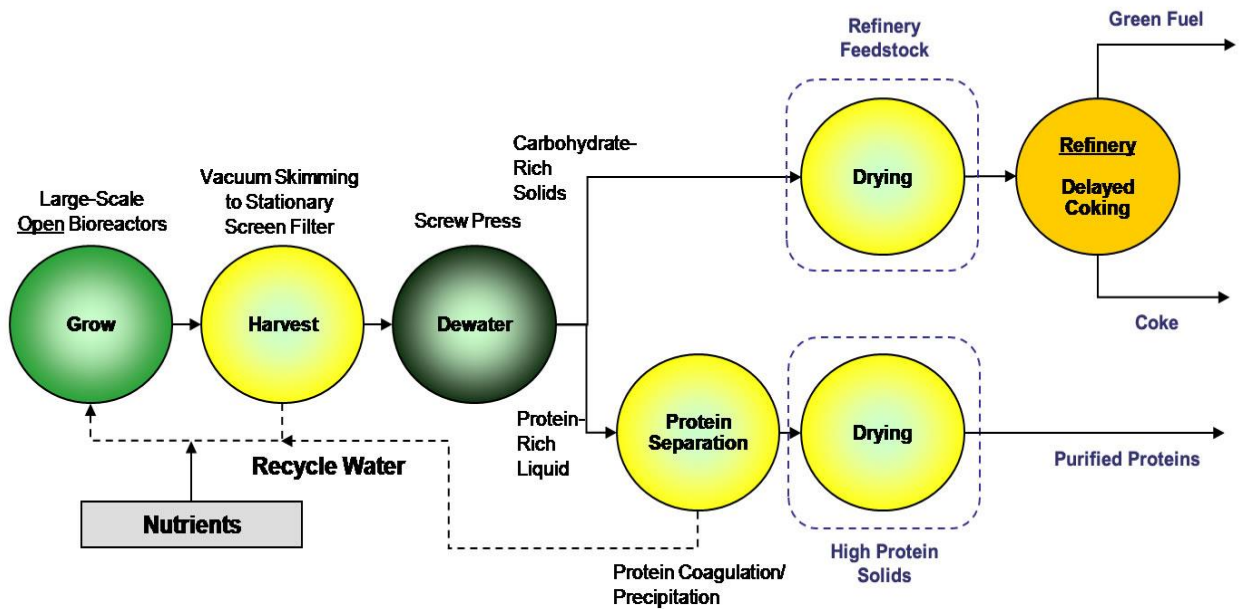 Large-Scale
Open Bioreactors
Grow
Vacuum Skimming
to Stationary
Screen Filter
Harvest
Screw Press
Dewater
Carbohydrate-
Rich
Solids
Refinery
Feedstock
Drying
Refinery
Delayed
Coking
Green Fuel
Coke
Protein-
Rich
Liquid
Protein
Separation
Drying
Purified Proteins
High Protein
Solids
Protein Coagulation/
Precipitation
Recycle Water
Nutrients